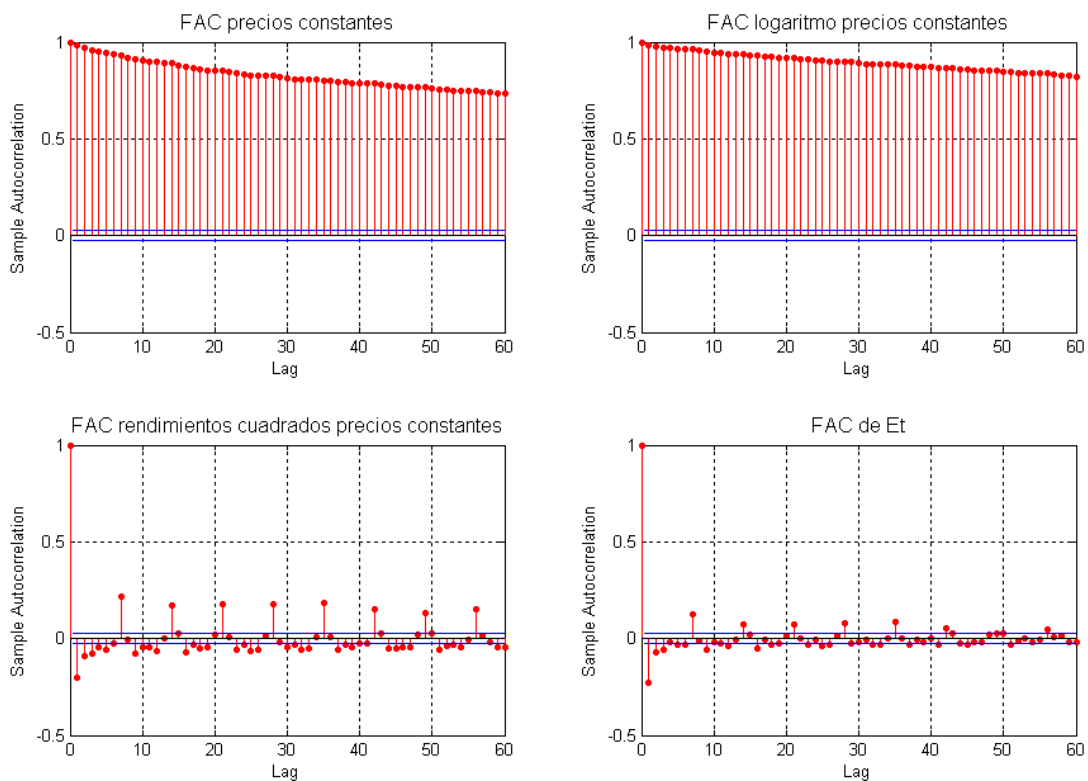 FAC precios constantes
1
0.5
0
-0.5
Sample Autocorrelation
0 10 20 30 40 50 60
Lag
FAC logaritmo precios constantes
1
0.5
0
-0.5
Sample Autocorrelation
0 10 20 30 40 50 60
Lag
FAC rendimientos cuadrados precios constantes
1
0.5
0
-0.5
Sample Autocorrelation
0 10 20 30 40 50 60
Lag
FAC de Et
1
0.5
0
-0.5
Sample Autocorrelation
0 10 20 30 40 50 60
Lag